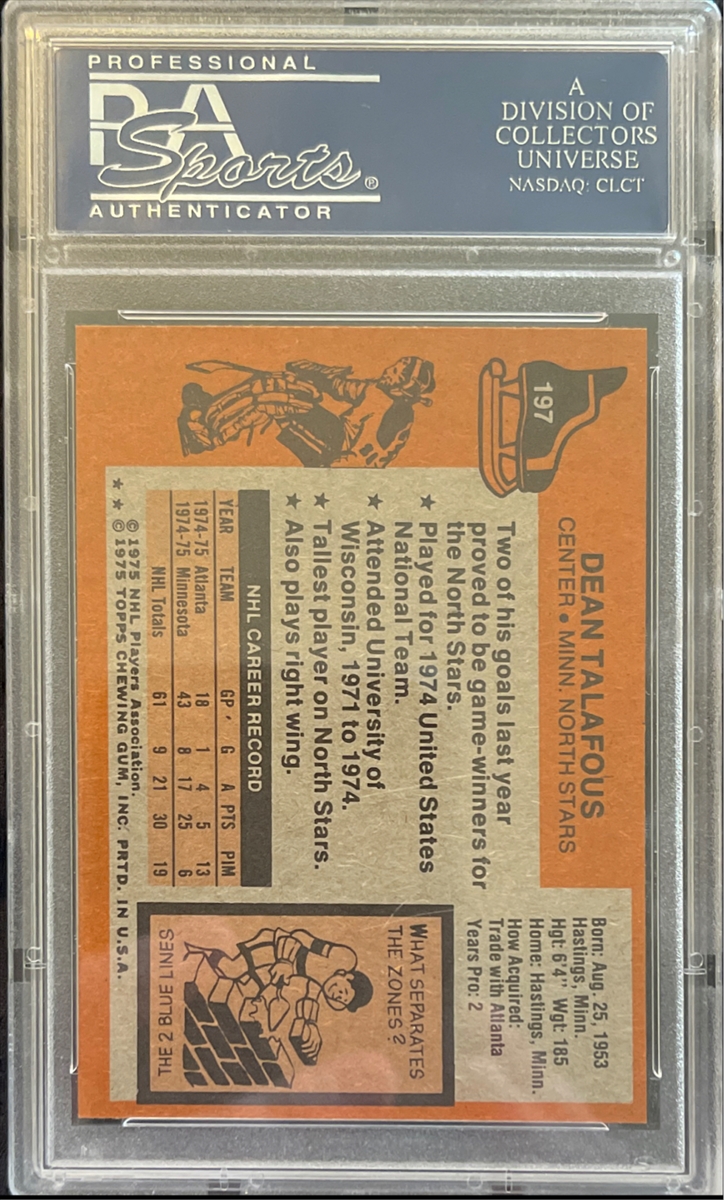 PROFESSIONAL
PSA
Sports
AUTHENTICATOR
A
DIVISION OF
COLLECTORS
UNIVERSE
NASDAQ: CLCT
197
DEAN TALAFOUS
CENTER • MINN. NORTH STARS
Two of his goals last year
proved to be game-winners for
the North Stars.
★ Played for 1974 United States
National Team.
★ Attended University of
Wisconsin, 1971 to 1974.
★ Tallest player on North Stars.
★ Also plays right wing.
NHL CAREER RECORD
YEAR TEAM GP G A PTS PIM
1974-75 Atlanta 18 1 4 5 13
1974-75 Minnesota 43 8 17 25 6
NHL Totals 61 9 21 30 19
★ ©1975 NHL Players Association.
★ ©1975 TOPPS CHEWING GUM, INC. PRTD. IN U.S.A.
Born: Aug. 25, 1953
Hastings, Minn.
Hgt: 6'4" Wgt: 185
Home: Hastings, Minn.
How Acquired:
Trade with Atlanta
Years Pro: 2
WHAT SEPARATES
THE ZONES?
THE 2 BLUE LINES